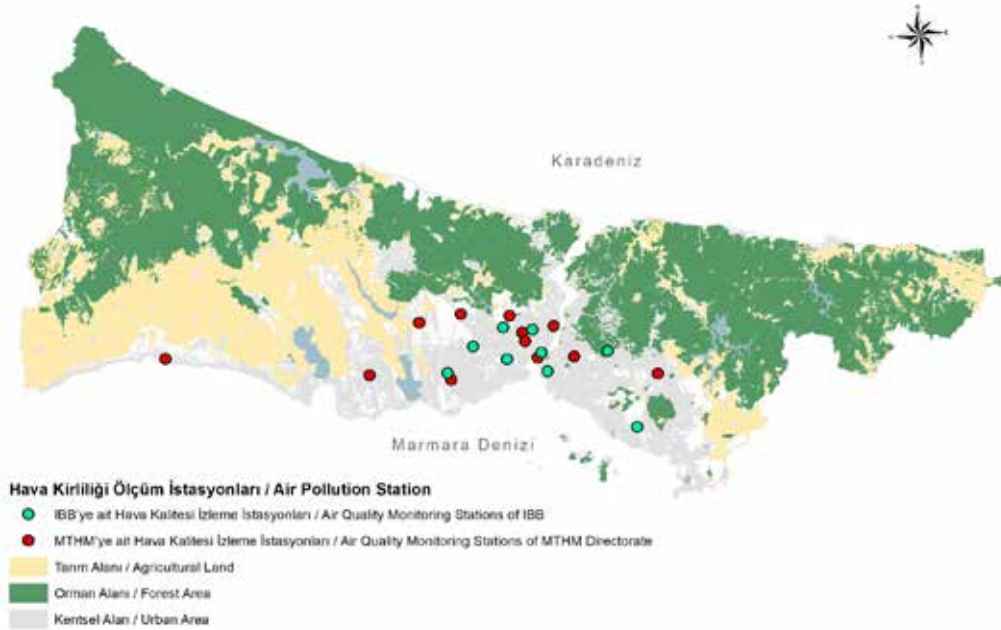 Karadeniz
Marmara Denizi
Hava Kirliliği Ölçüm İstasyonları / Air Pollution Station
IBB'ye ait Hava Kalitesi İzleme İstasyonları / Air Quality Monitoring Stations of IBB
MTHM'ye ait Hava Kalitesi İzleme İstasyonları / Air Quality Monitoring Stations of MTHM Directorate
Tarım Alanı / Agricultural Land
Orman Alanı / Forest Area
Kentsel Alan / Urban Area